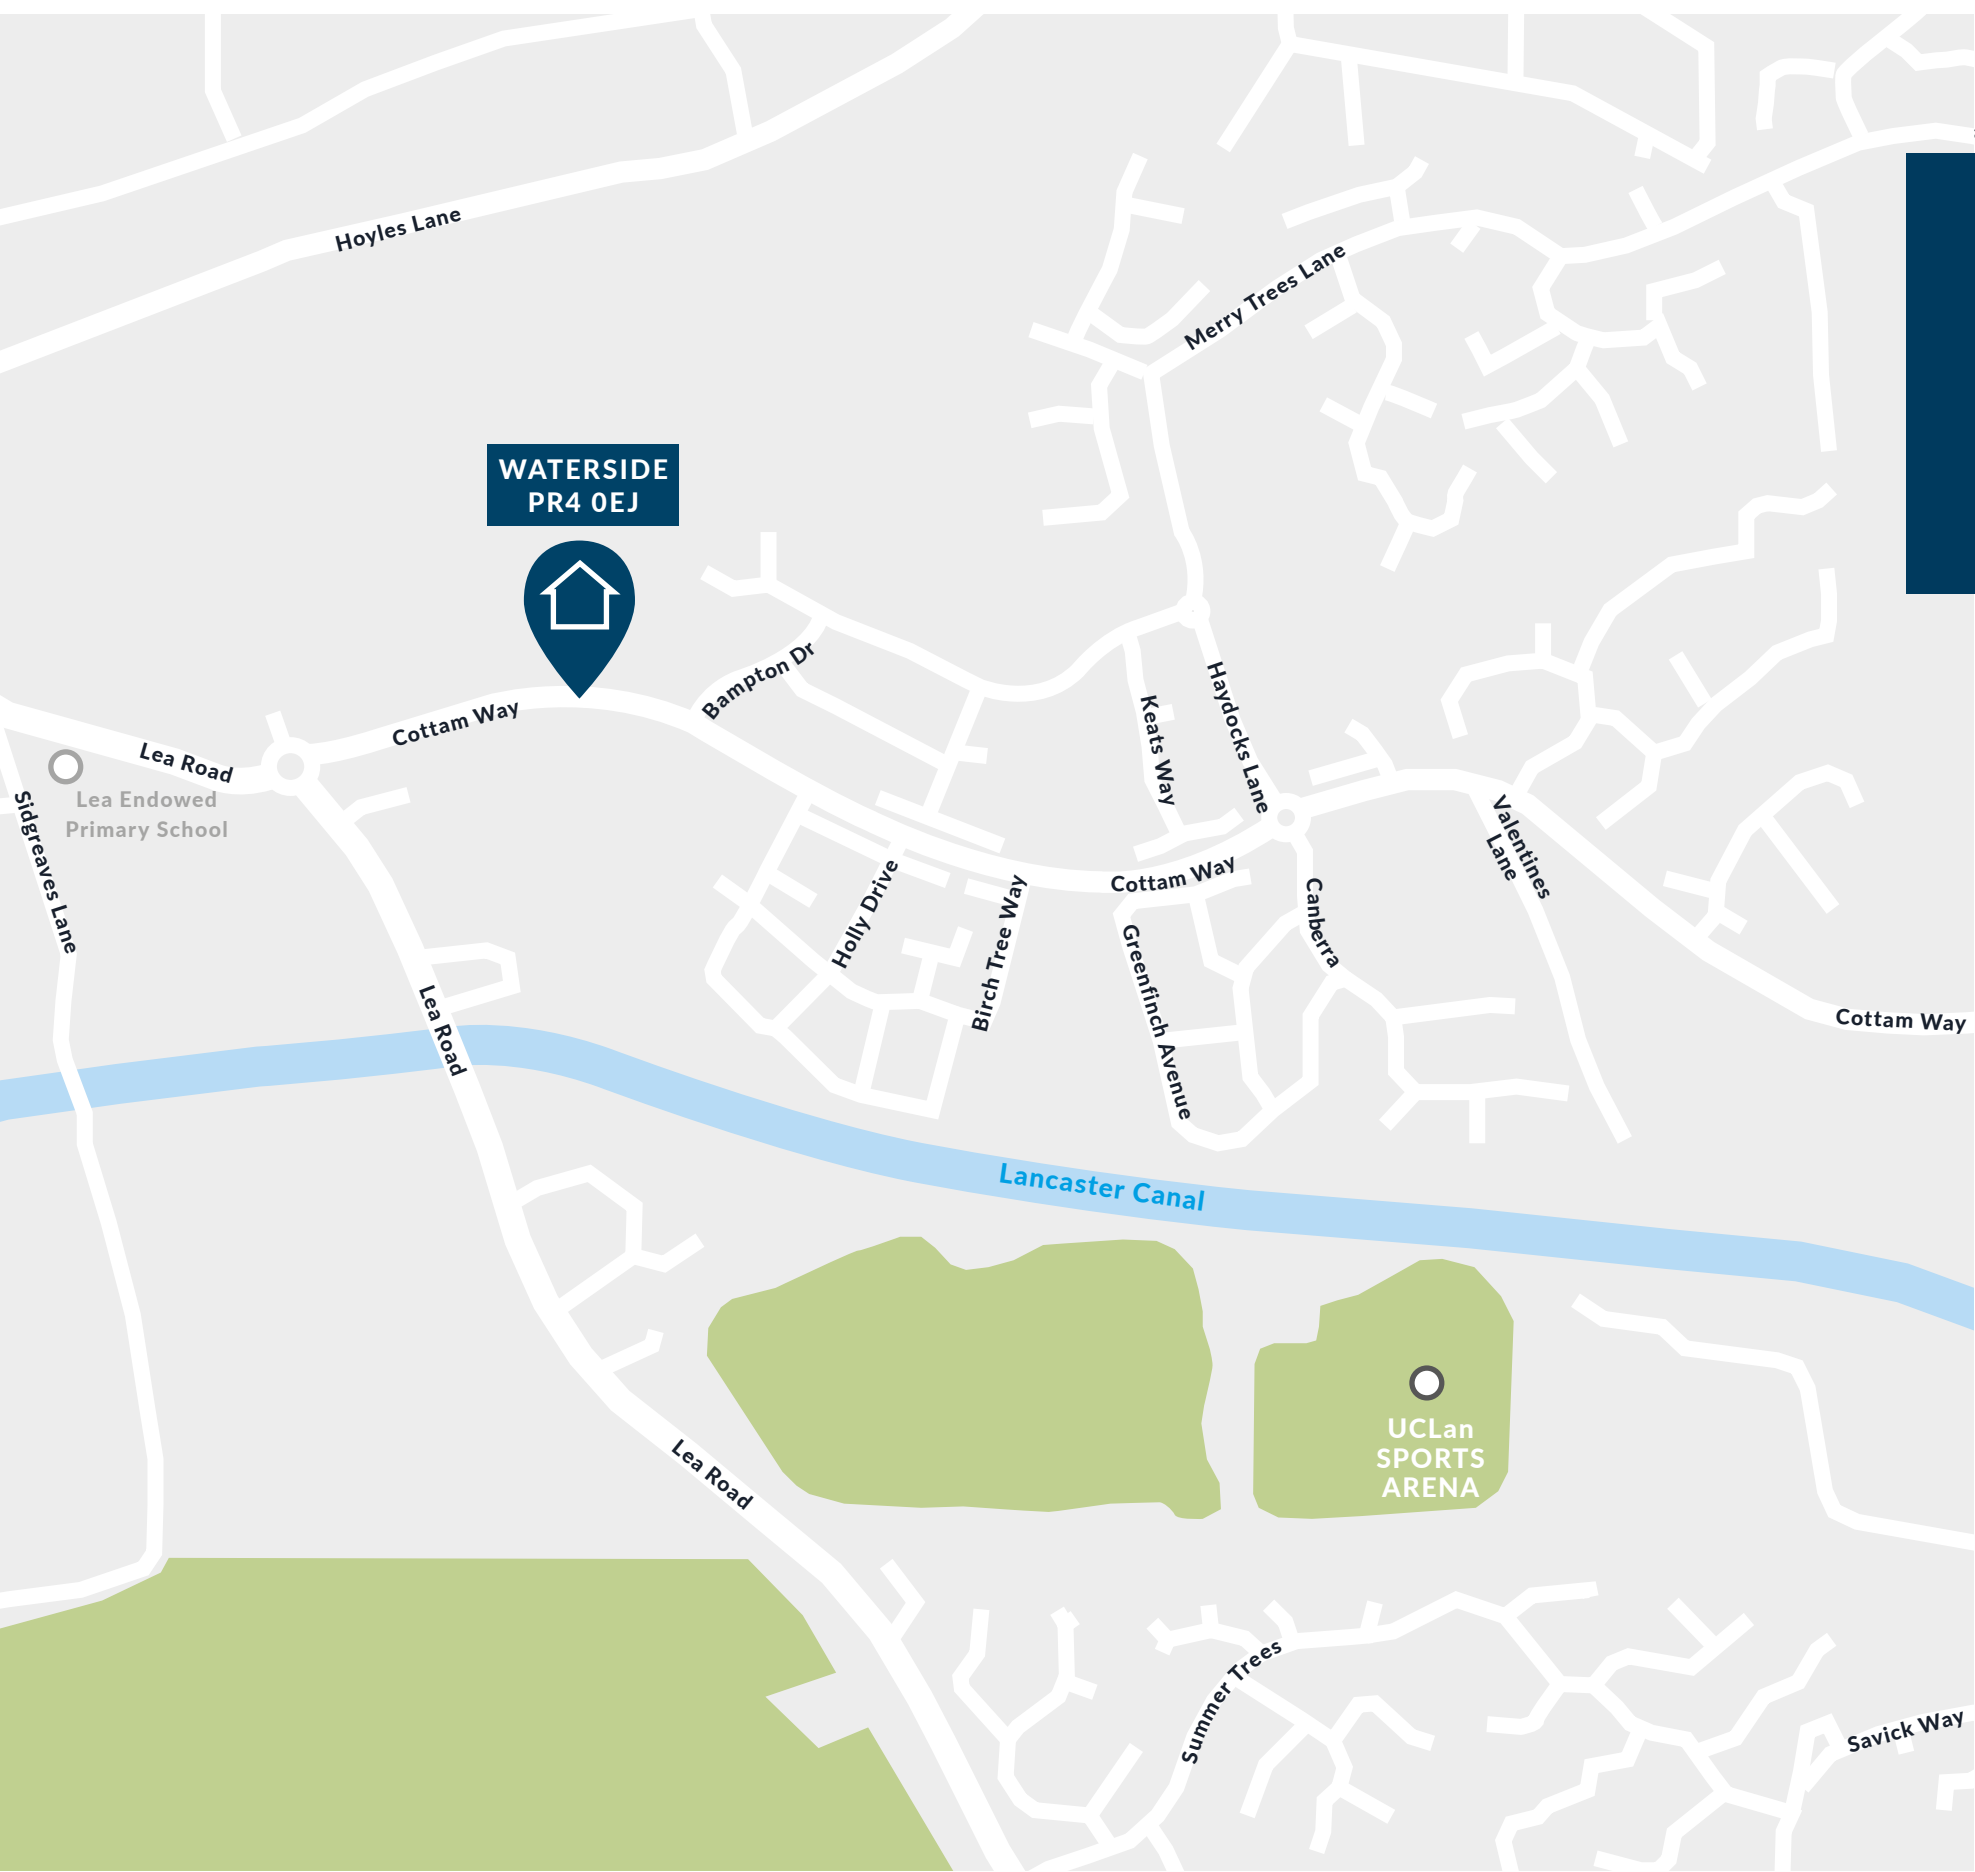 Hoyles Lane
Merry Trees Lane
WATERSIDE
PR4 0EJ
Bampton Dr
Cottam Way
Haydocks Lane
Keats Way
Lea Road
Lea Endowed
Primary School
Sidgreaves Lane
Valentines
Lane
Cottam Way
Holly Drive
Birch Tree Way
Canberra
Greenfinch Avenue
Lea Road
Cottam Way
Lancaster Canal
UCLan
SPORTS
ARENA
Lea Road
Summer Trees
Savick Way